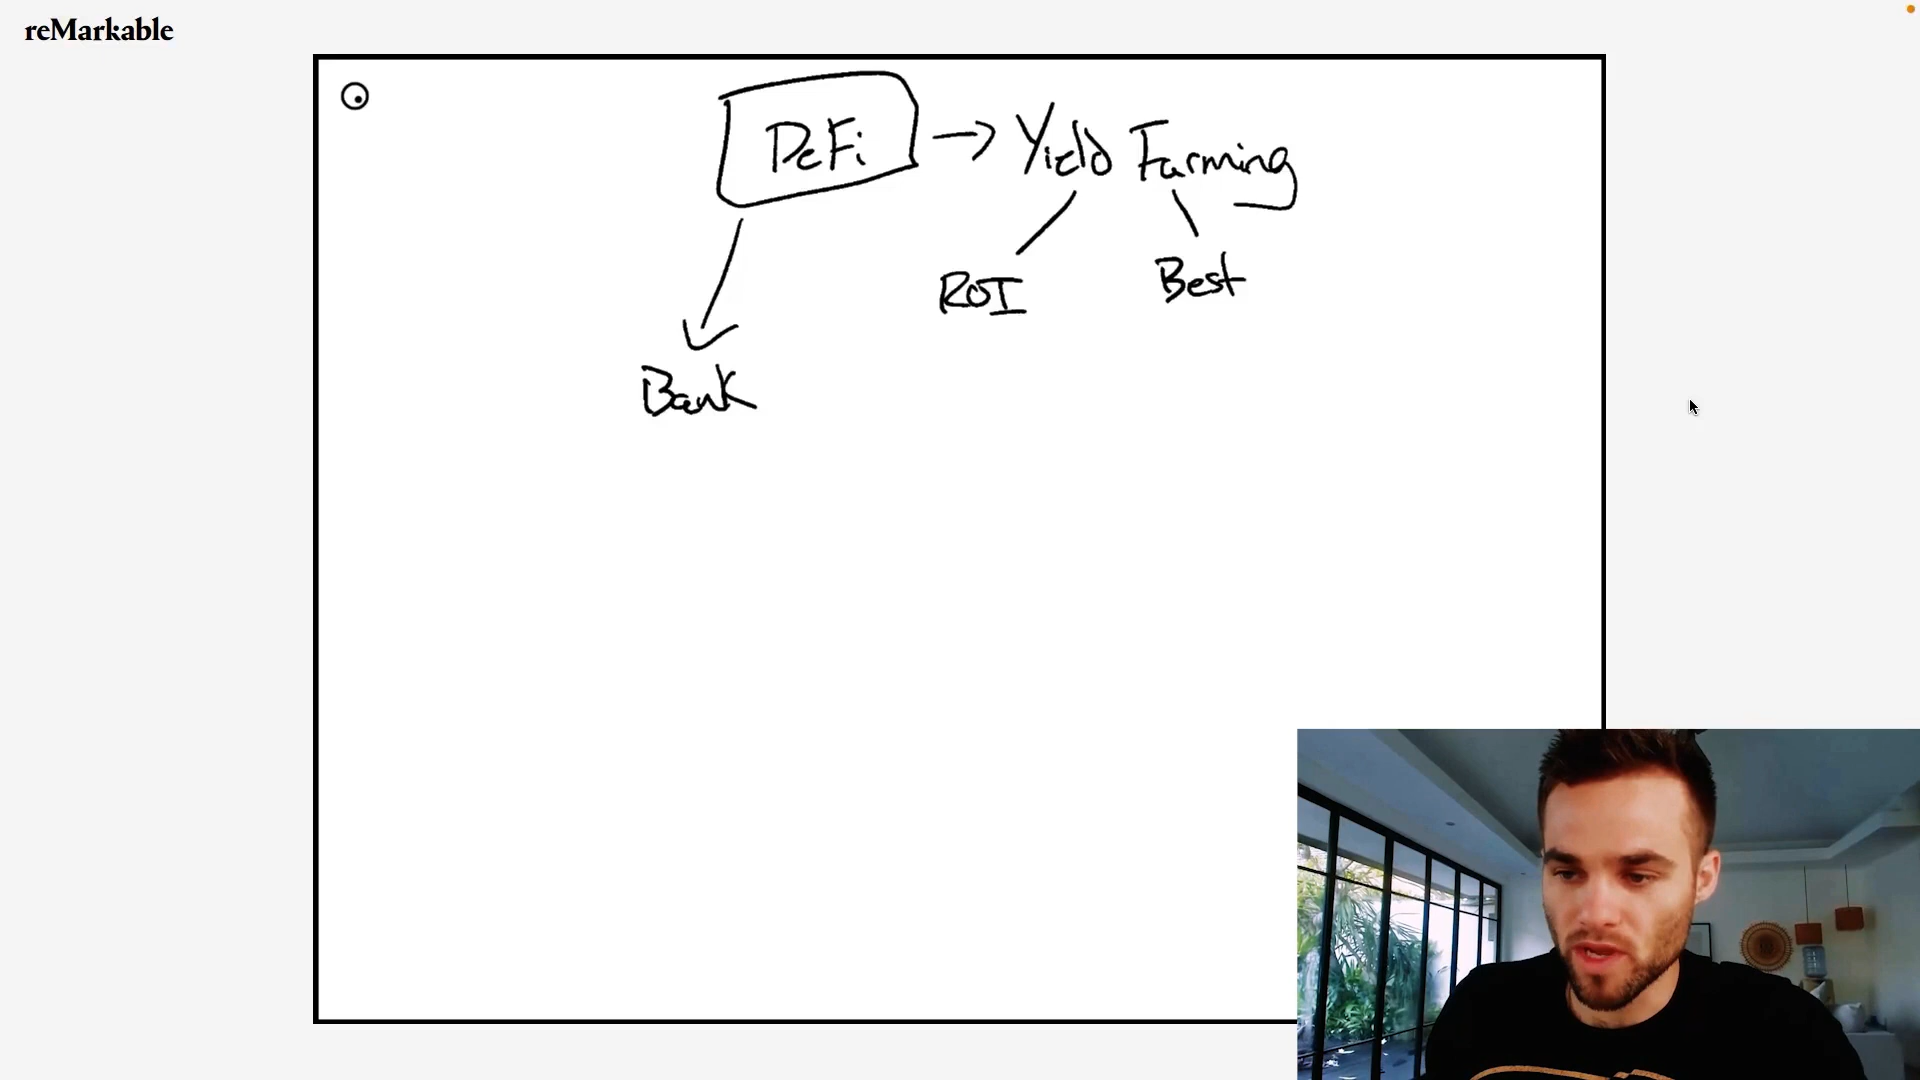 reMarkable
DeFi → Yield Farming
ROI
Best
Bank